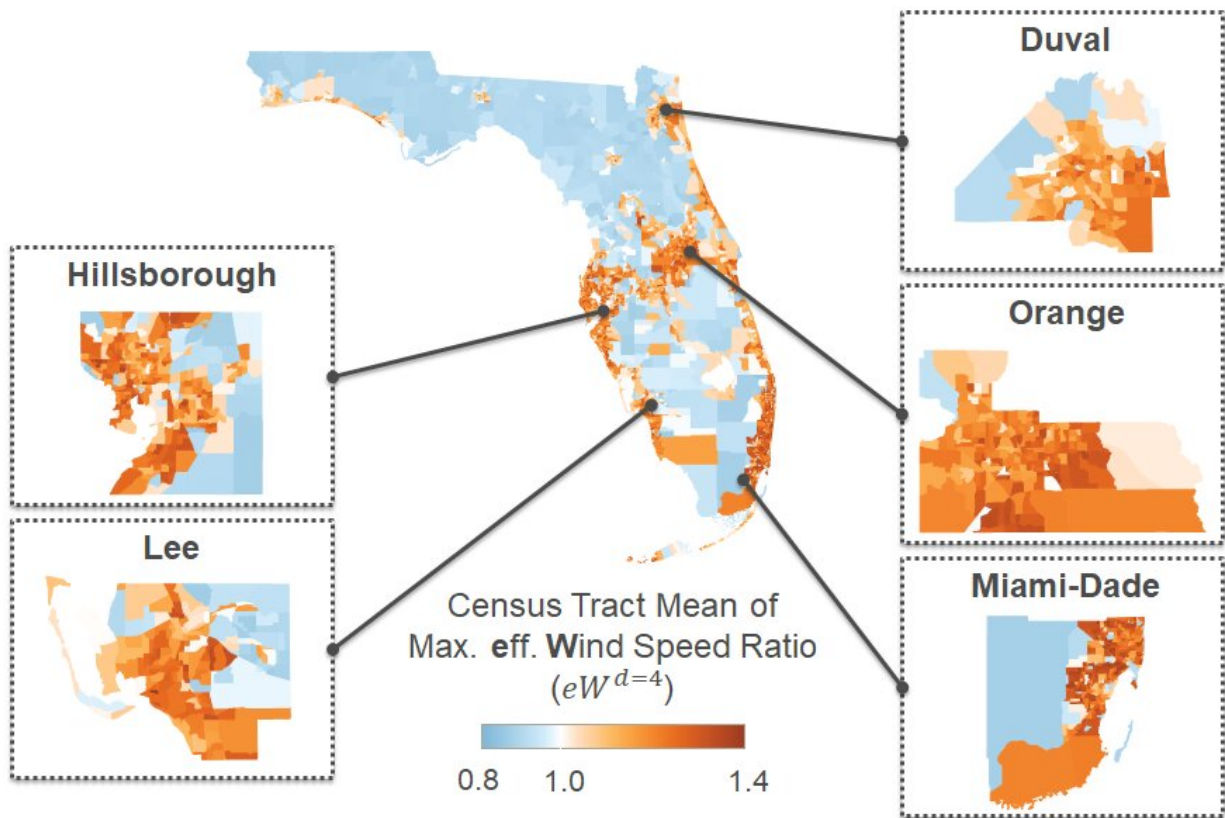 Duval
Hillsborough
Orange
Lee
Miami-Dade
Census Tract Mean of
Max. eff. Wind Speed Ratio
(eW^{d=4})
0.8 1.0 1.4